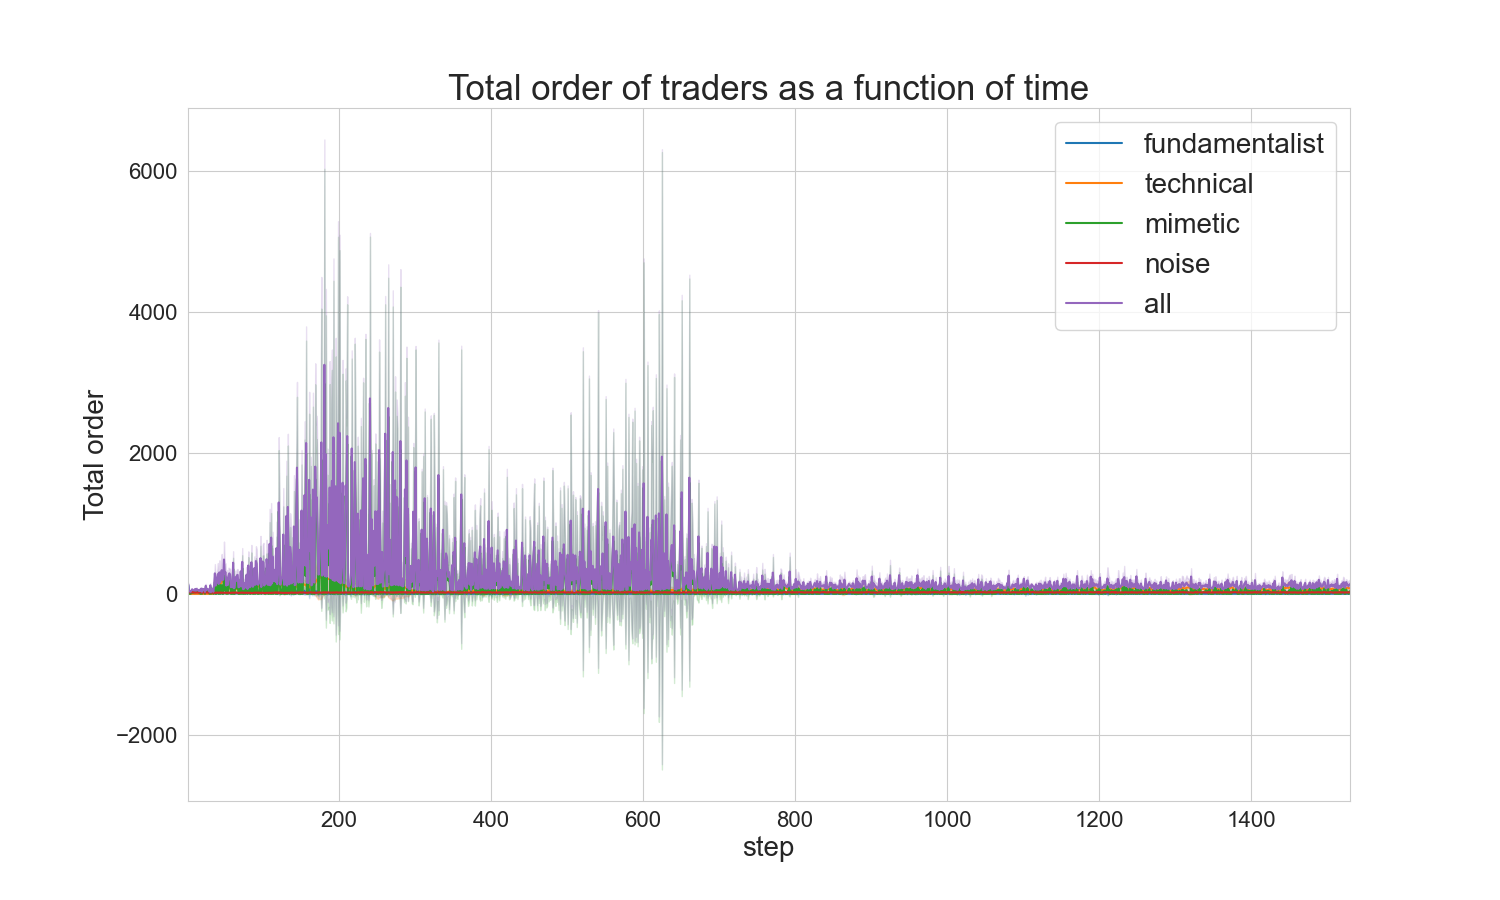 Total order of traders as a function of time
fundamentalist
technical
mimetic
noise
all
6000
4000
2000
0
−2000
Total order
200 400 600 800 1000 1200 1400
step